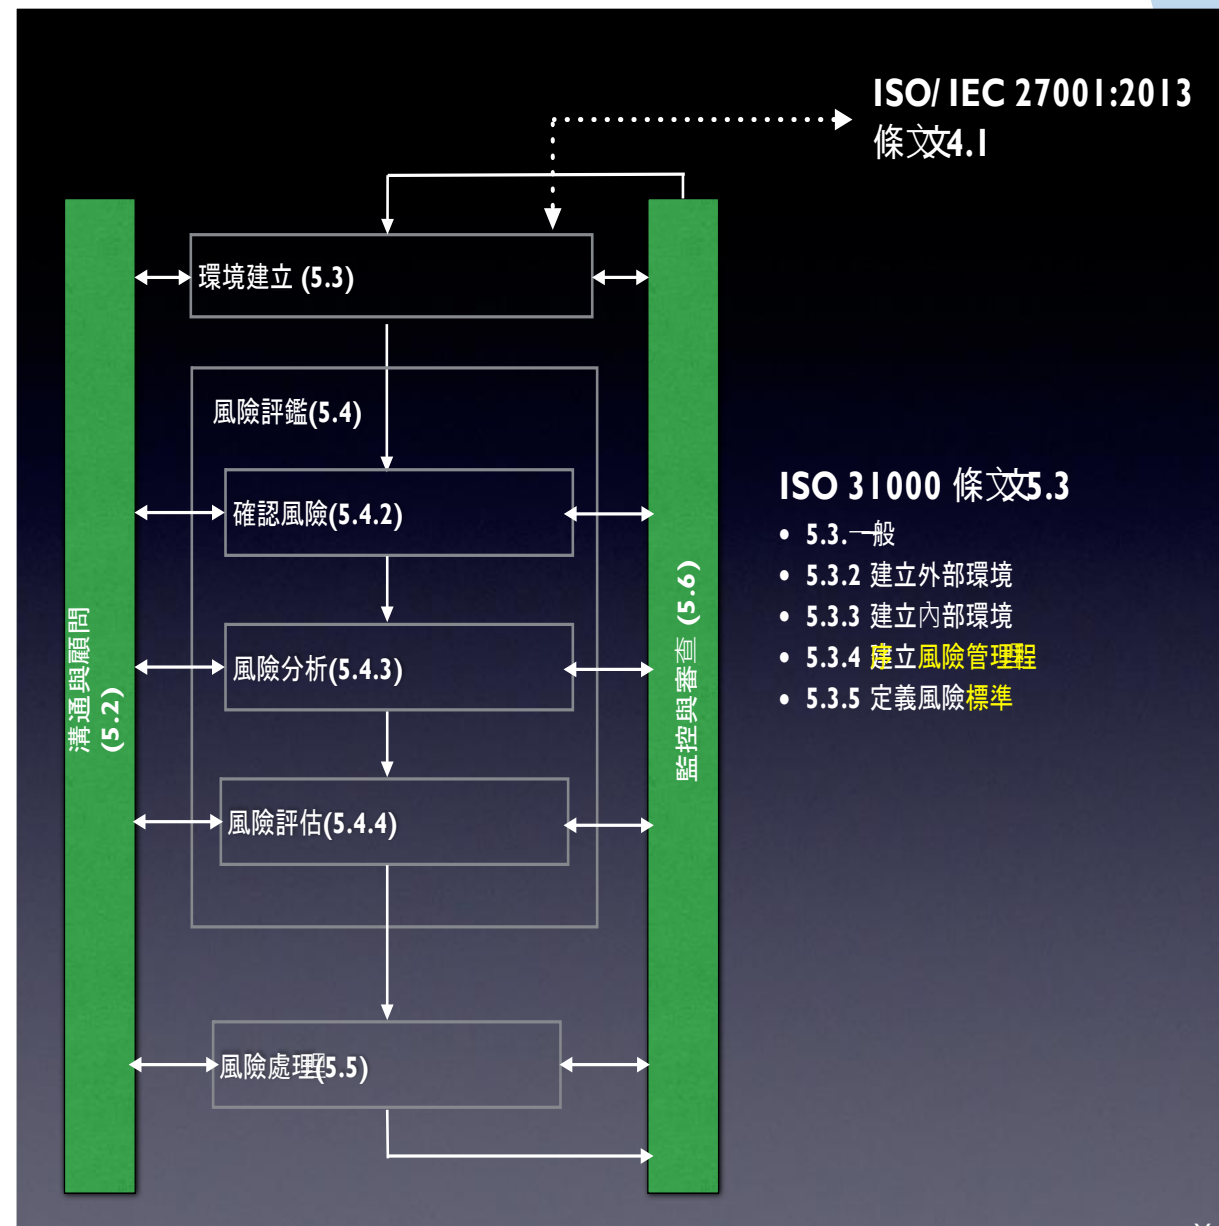 ISO/ IEC 27001:2013
條文4.1
環境建立 (5.3)
風險評鑑(5.4)
確認風險(5.4.2)
風險分析(5.4.3)
風險評估(5.4.4)
風險處理(5.5)
溝通與顧問
(5.2)
監控與審查 (5.6)
ISO 31000 條文5.3
• 5.3.一般
• 5.3.2 建立外部環境
• 5.3.3 建立內部環境
• 5.3.4 建立風險管理程
• 5.3.5 定義風險標準